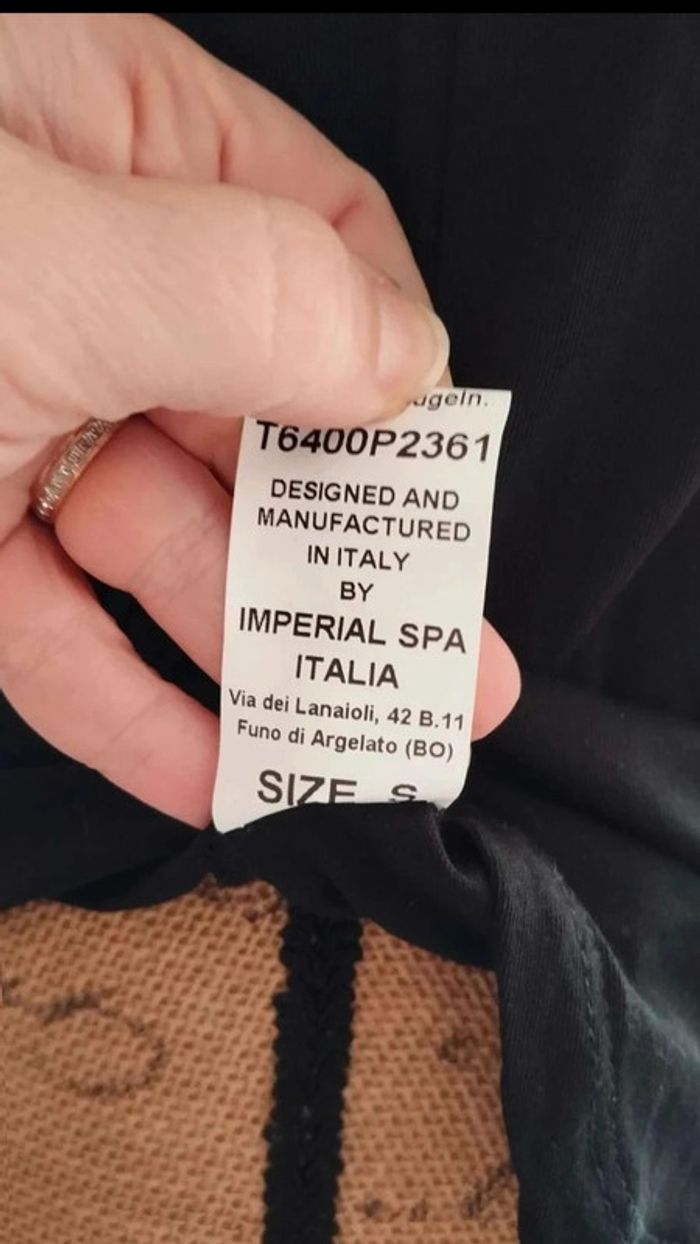 T6400P2361
DESIGNED AND
MANUFACTURED
IN ITALY
BY
IMPERIAL SPA
ITALIA
Via dei Lanaioli, 42 B.11
Funo di Argelato (BO)
SIZE S